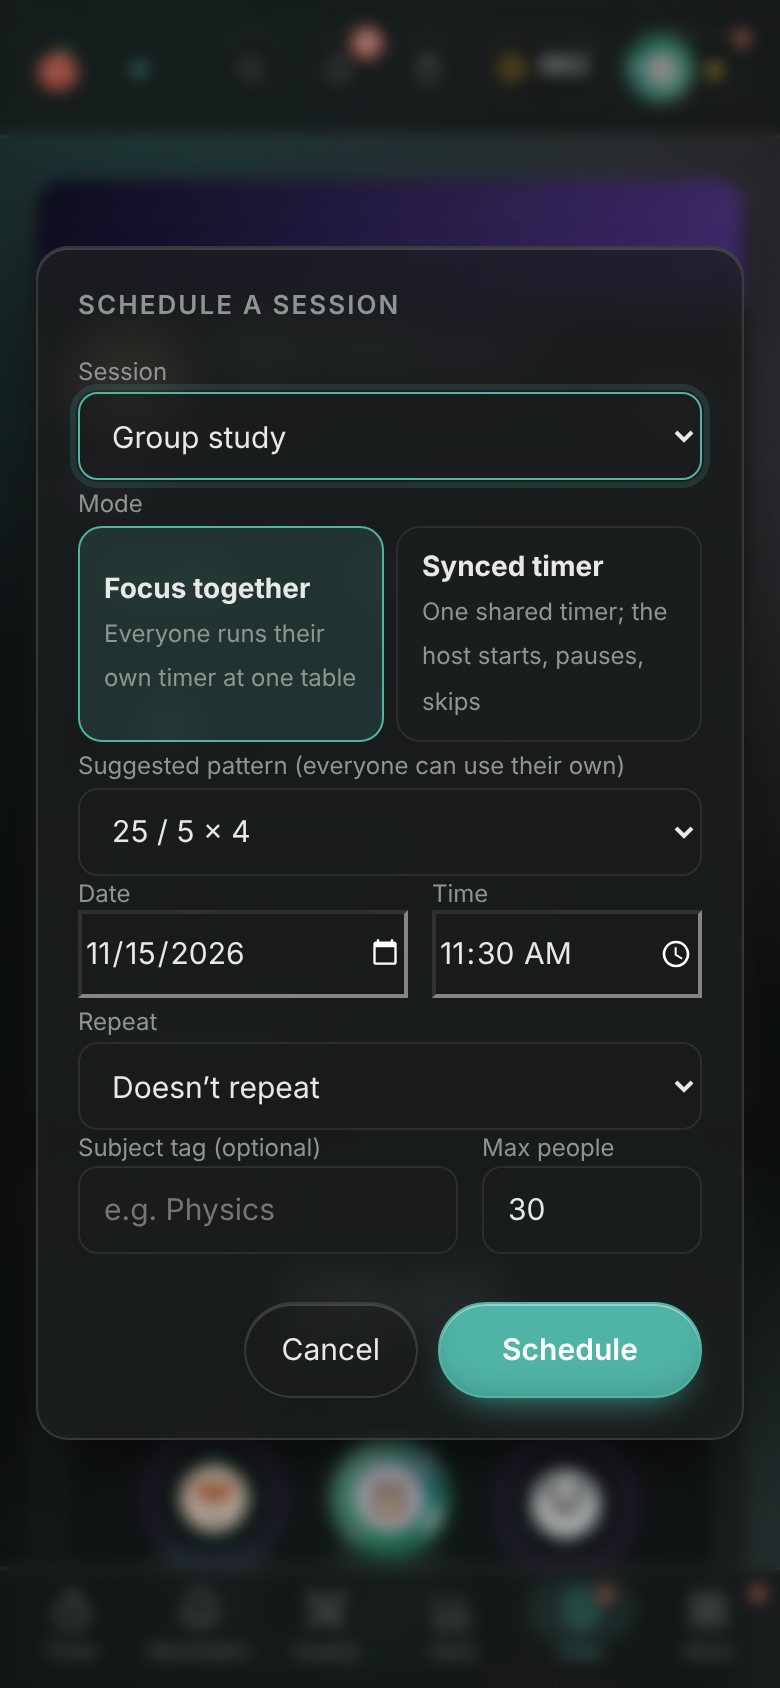 SCHEDULE A SESSION
Session
Group study
Mode
Focus together
Everyone runs their
own timer at one table
Synced timer
One shared timer; the
host starts, pauses,
skips
Suggested pattern (everyone can use their own)
25 / 5 × 4
Date
Time
11/15/2026
11:30 AM
Repeat
Doesn’t repeat
Subject tag (optional)
Max people
e.g. Physics
30
Cancel
Schedule